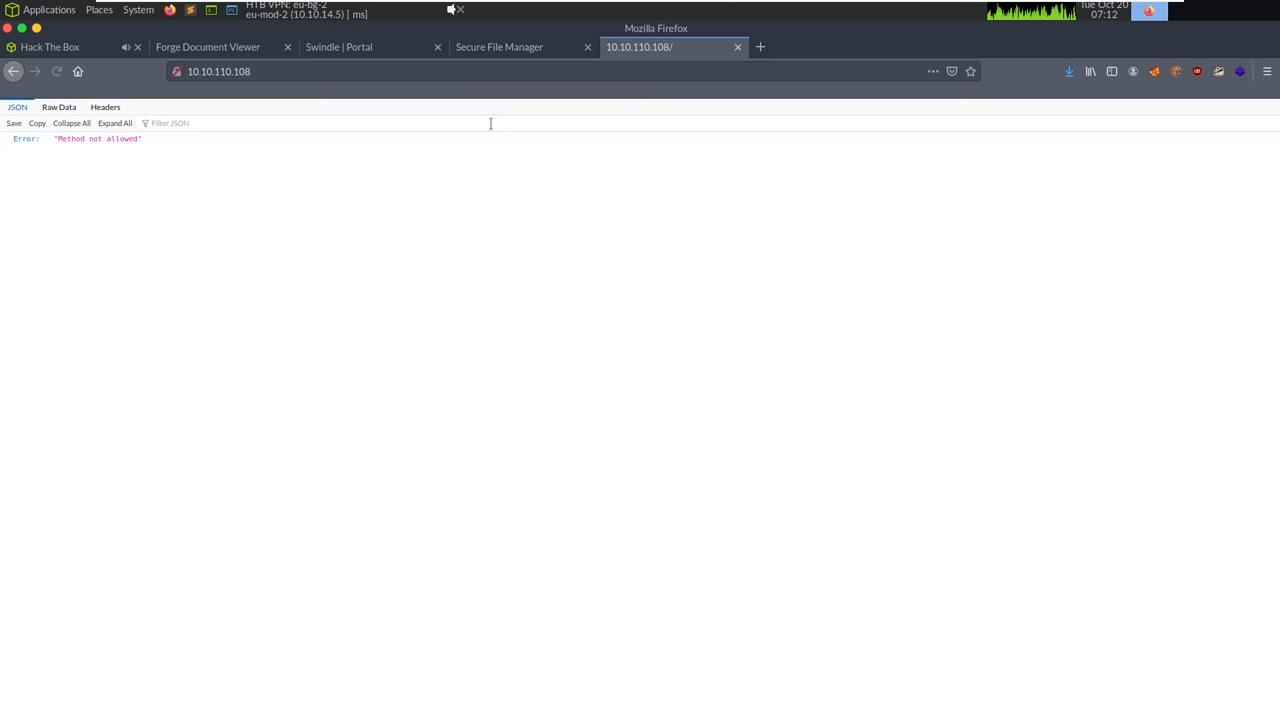 Applications Places System HTB VPN: eu-bg-2 Tue Oct 20
eu-mod-2 (10.10.14.5) [ ms] 07:12
Mozilla Firefox
Hack The Box Forge Document Viewer Swindle | Portal Secure File Manager 10.10.110.108/
10.10.110.108
JSON Raw Data Headers
Save Copy Collapse All Expand All Filter JSON
Error: "Method not allowed"